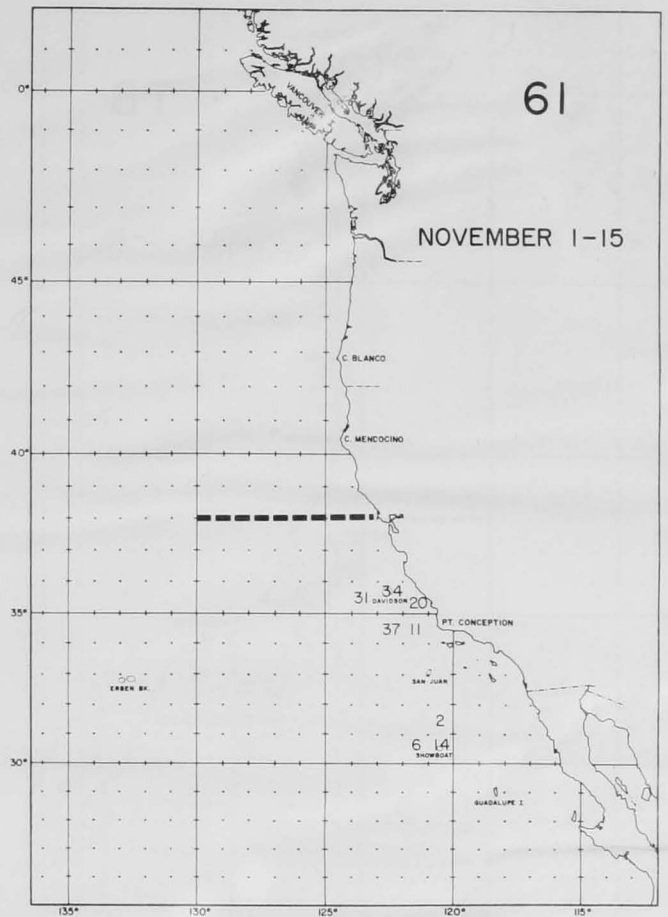 61
0°
VANCOUVER
NOVEMBER 1-15
45°
C. BLANCO
C. MENDOCINO
40°
31 34 20
DAVIDSON
35°
PT. CONCEPTION
37 11
SAN JUAN
ERBEN BK.
2
6 14
SHOWBOAT
30°
GUADALUPE I.
135° 130° 125° 120° 115°